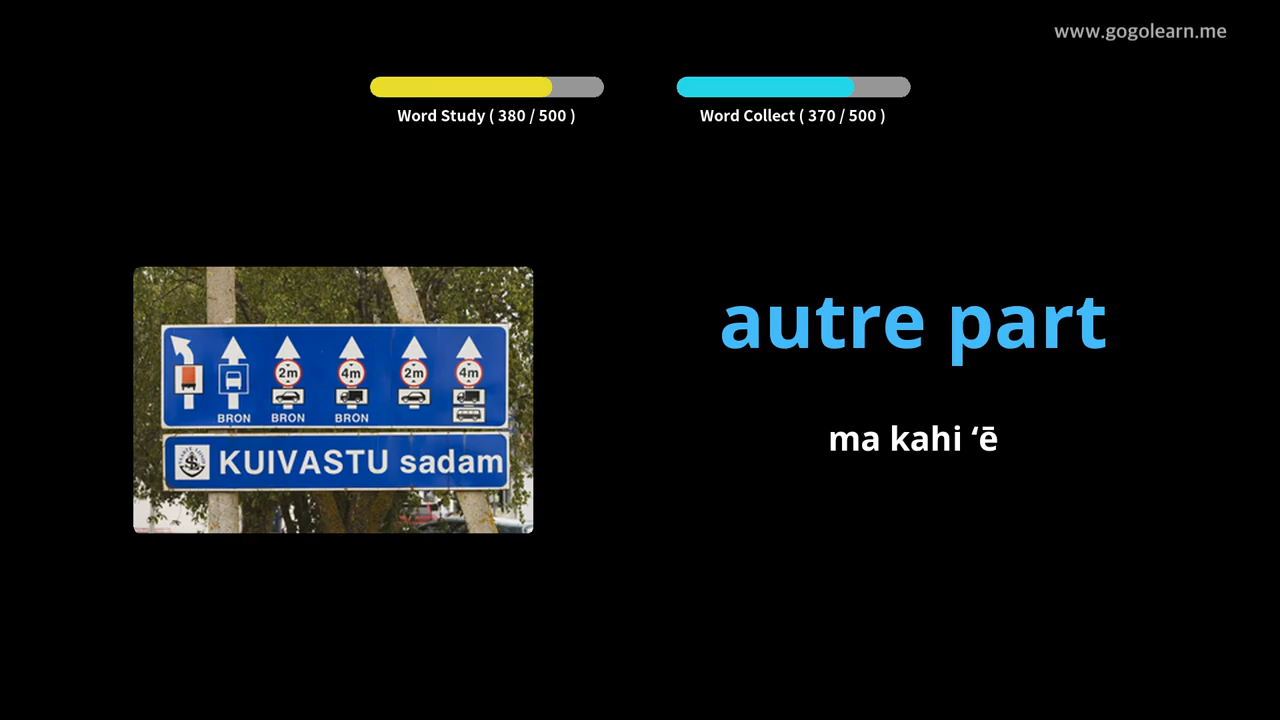 www.gogolearn.me
Word Study ( 380 / 500 )
Word Collect ( 370 / 500 )
autre part
ma kahi ʻē
2m 4m 2m 4m
BRON BRON BRON
KUIVASTU sadam